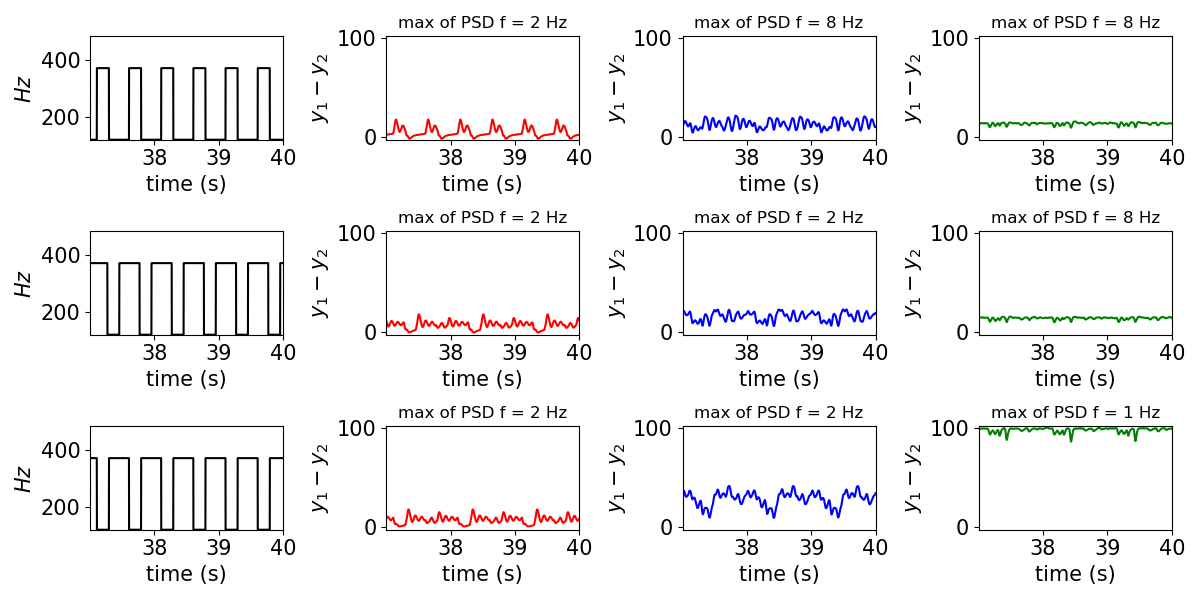 max of PSD f = 2 Hz
max of PSD f = 8 Hz
max of PSD f = 8 Hz
Hz
400
200
38 39 40
time (s)
y₁ − y₂
100
0
38 39 40
time (s)
y₁ − y₂
100
0
38 39 40
time (s)
y₁ − y₂
100
0
38 39 40
time (s)
max of PSD f = 2 Hz
max of PSD f = 2 Hz
max of PSD f = 8 Hz
Hz
400
200
38 39 40
time (s)
y₁ − y₂
100
0
38 39 40
time (s)
y₁ − y₂
100
0
38 39 40
time (s)
y₁ − y₂
100
0
38 39 40
time (s)
max of PSD f = 2 Hz
max of PSD f = 2 Hz
max of PSD f = 1 Hz
Hz
400
200
38 39 40
time (s)
y₁ − y₂
100
0
38 39 40
time (s)
y₁ − y₂
100
0
38 39 40
time (s)
y₁ − y₂
100
0
38 39 40
time (s)